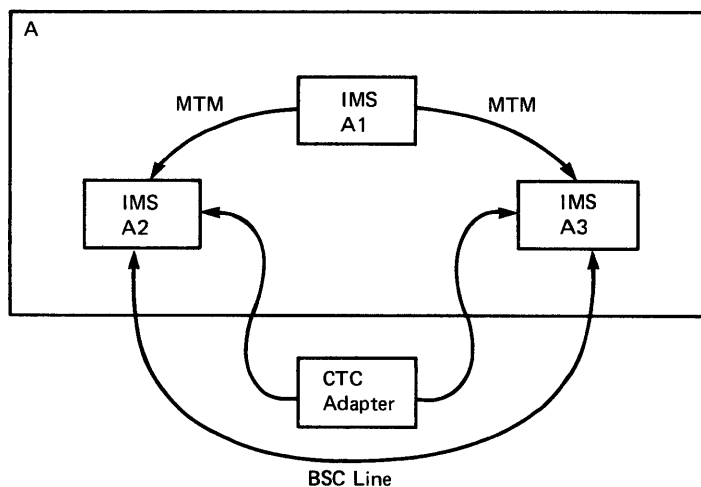 A
MTM
IMS
A1
MTM
IMS
A2
IMS
A3
CTC
Adapter
BSC Line